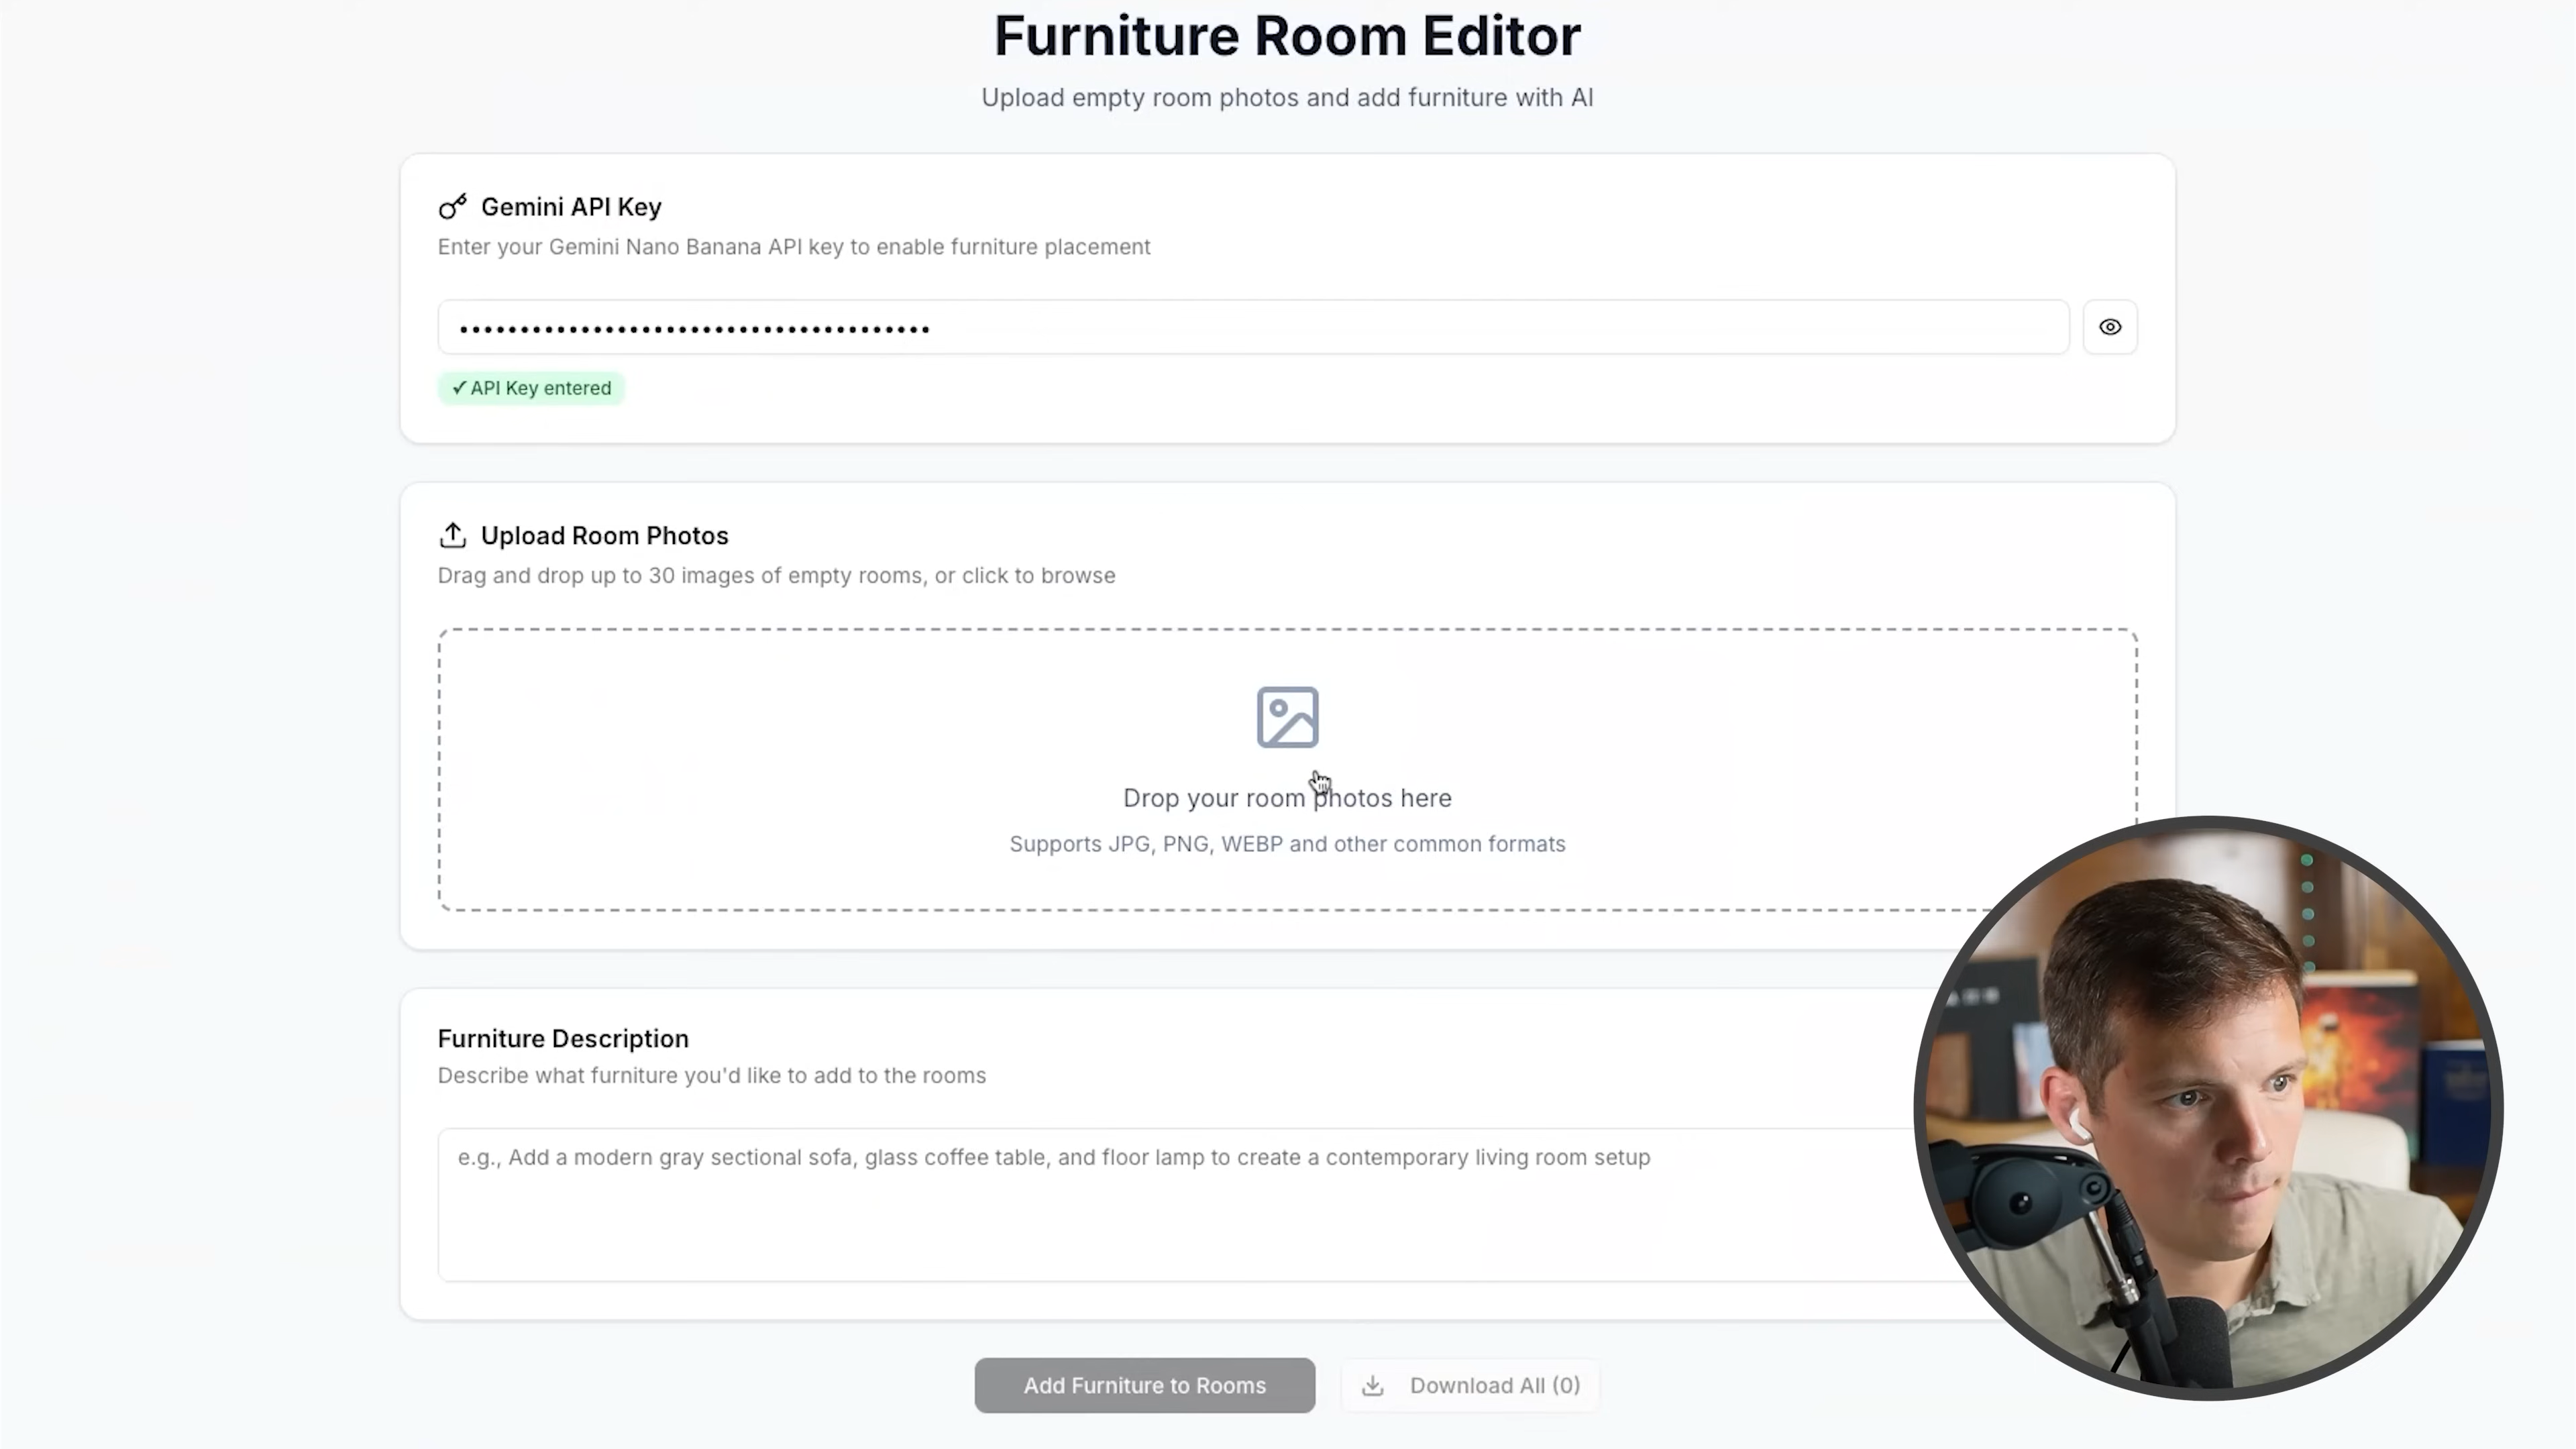 Furniture Room Editor
Upload empty room photos and add furniture with AI
Gemini API Key
Enter your Gemini Nano Banana API key to enable furniture placement
••••••••••••••••••••••••••••••••••••••
✓ API Key entered
Upload Room Photos
Drag and drop up to 30 images of empty rooms, or click to browse
Drop your room photos here
Supports JPG, PNG, WEBP and other common formats
Furniture Description
Describe what furniture you'd like to add to the rooms
e.g., Add a modern gray sectional sofa, glass coffee table, and floor lamp to create a contemporary living room setup
Add Furniture to Rooms
Download All (0)